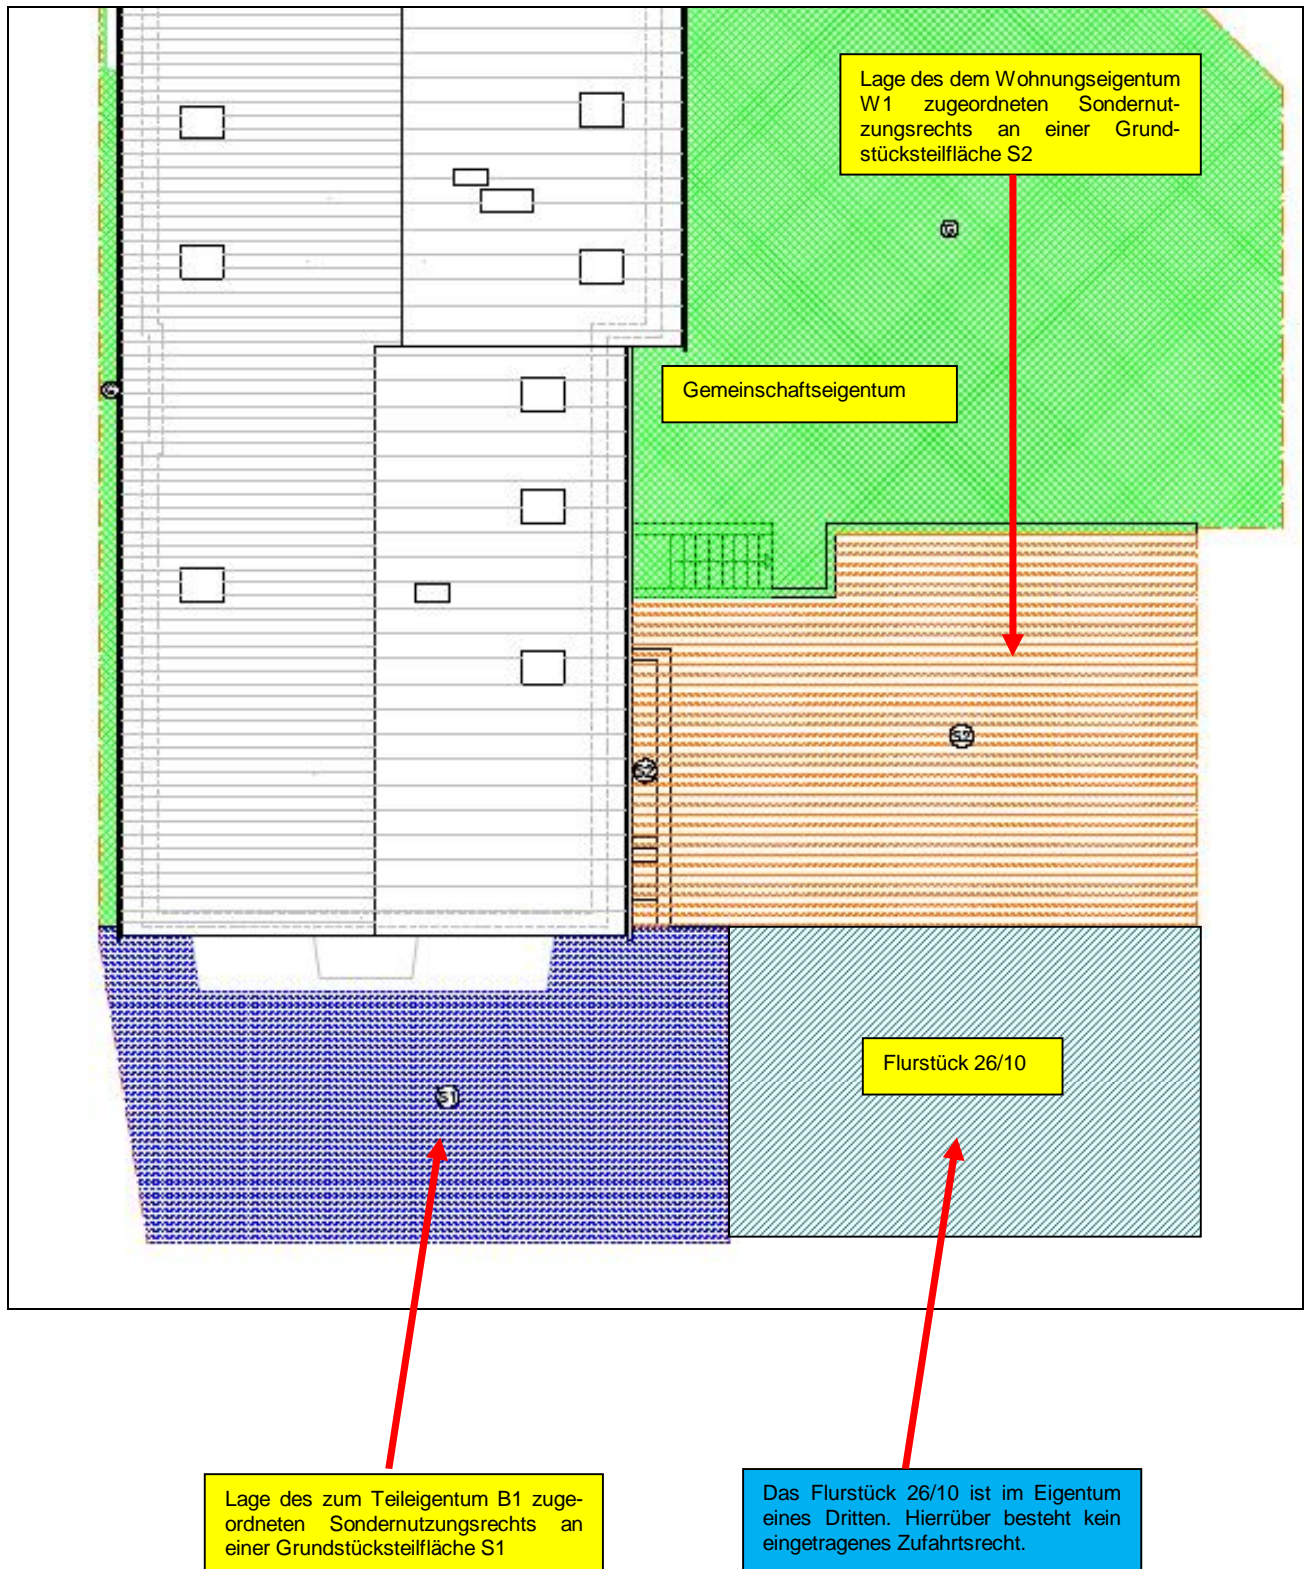 Lage des dem Wohnungseigentum
W1 zugeordneten Sondernut-
zungsrechts an einer Grund-
stücksteilfläche S2
G
Gemeinschaftseigentum
G
S2
S2
Flurstück 26/10
S1
Lage des zum Teileigentum B1 zuge-
ordneten Sondernutzungsrechts an
einer Grundstücksteilfläche S1
Das Flurstück 26/10 ist im Eigentum
eines Dritten. Hierrüber besteht kein
eingetragenes Zufahrtsrecht.